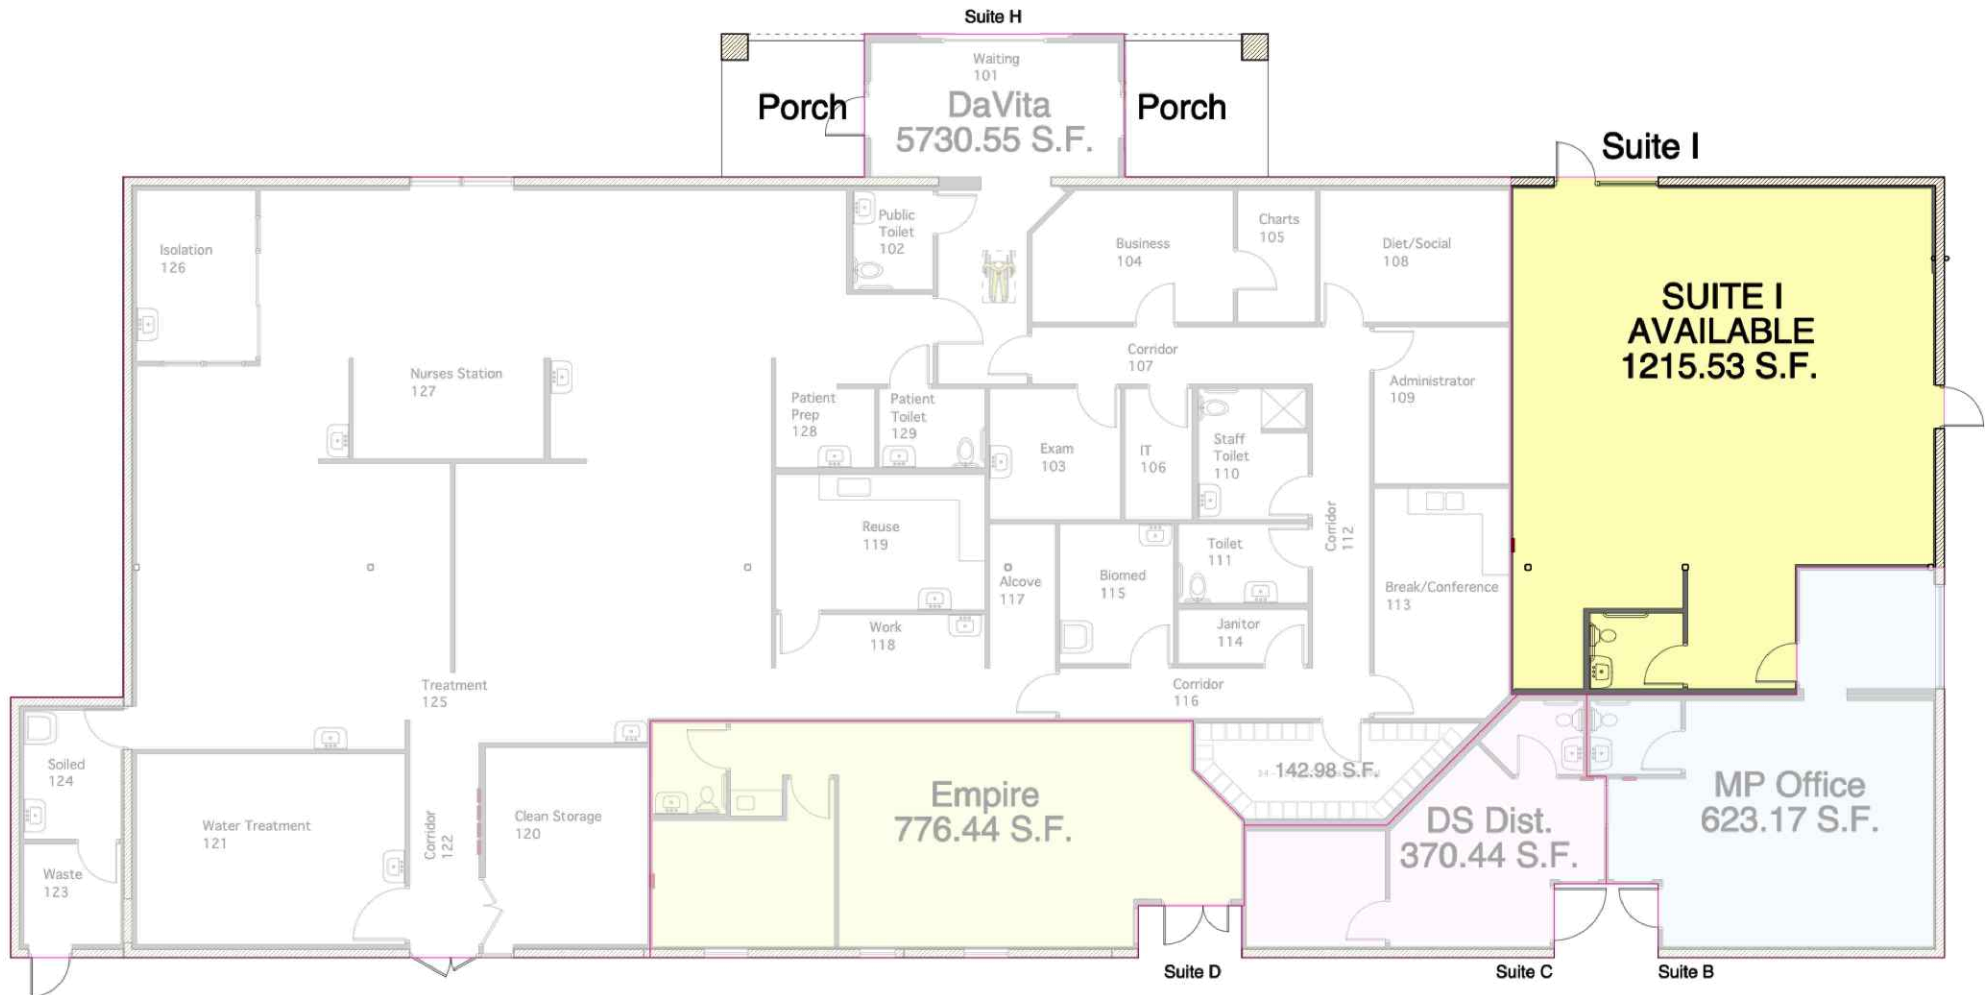 Suite H
Waiting
101
Porch
DaVita
5730.55 S.F.
Porch
Suite I
Public
Toilet
102
Isolation
126
Business
104
Charts
105
Diet/Social
108
SUITE I
AVAILABLE
1215.53 S.F.
Corridor
107
Nurses Station
127
Administrator
109
Patient
Prep
128
Patient
Toilet
129
Exam
103
IT
106
Staff
Toilet
110
Corridor
112
Reuse
119
Toilet
111
Alcove
117
Biomed
115
Break/Conference
113
Work
118
Janitor
114
Treatment
125
Corridor
116
Soiled
124
142.98 S.F.
Empire
776.44 S.F.
MP Office
623.17 S.F.
DS Dist.
370.44 S.F.
Water Treatment
121
Corridor
122
Clean Storage
120
Waste
123
Suite D
Suite C
Suite B